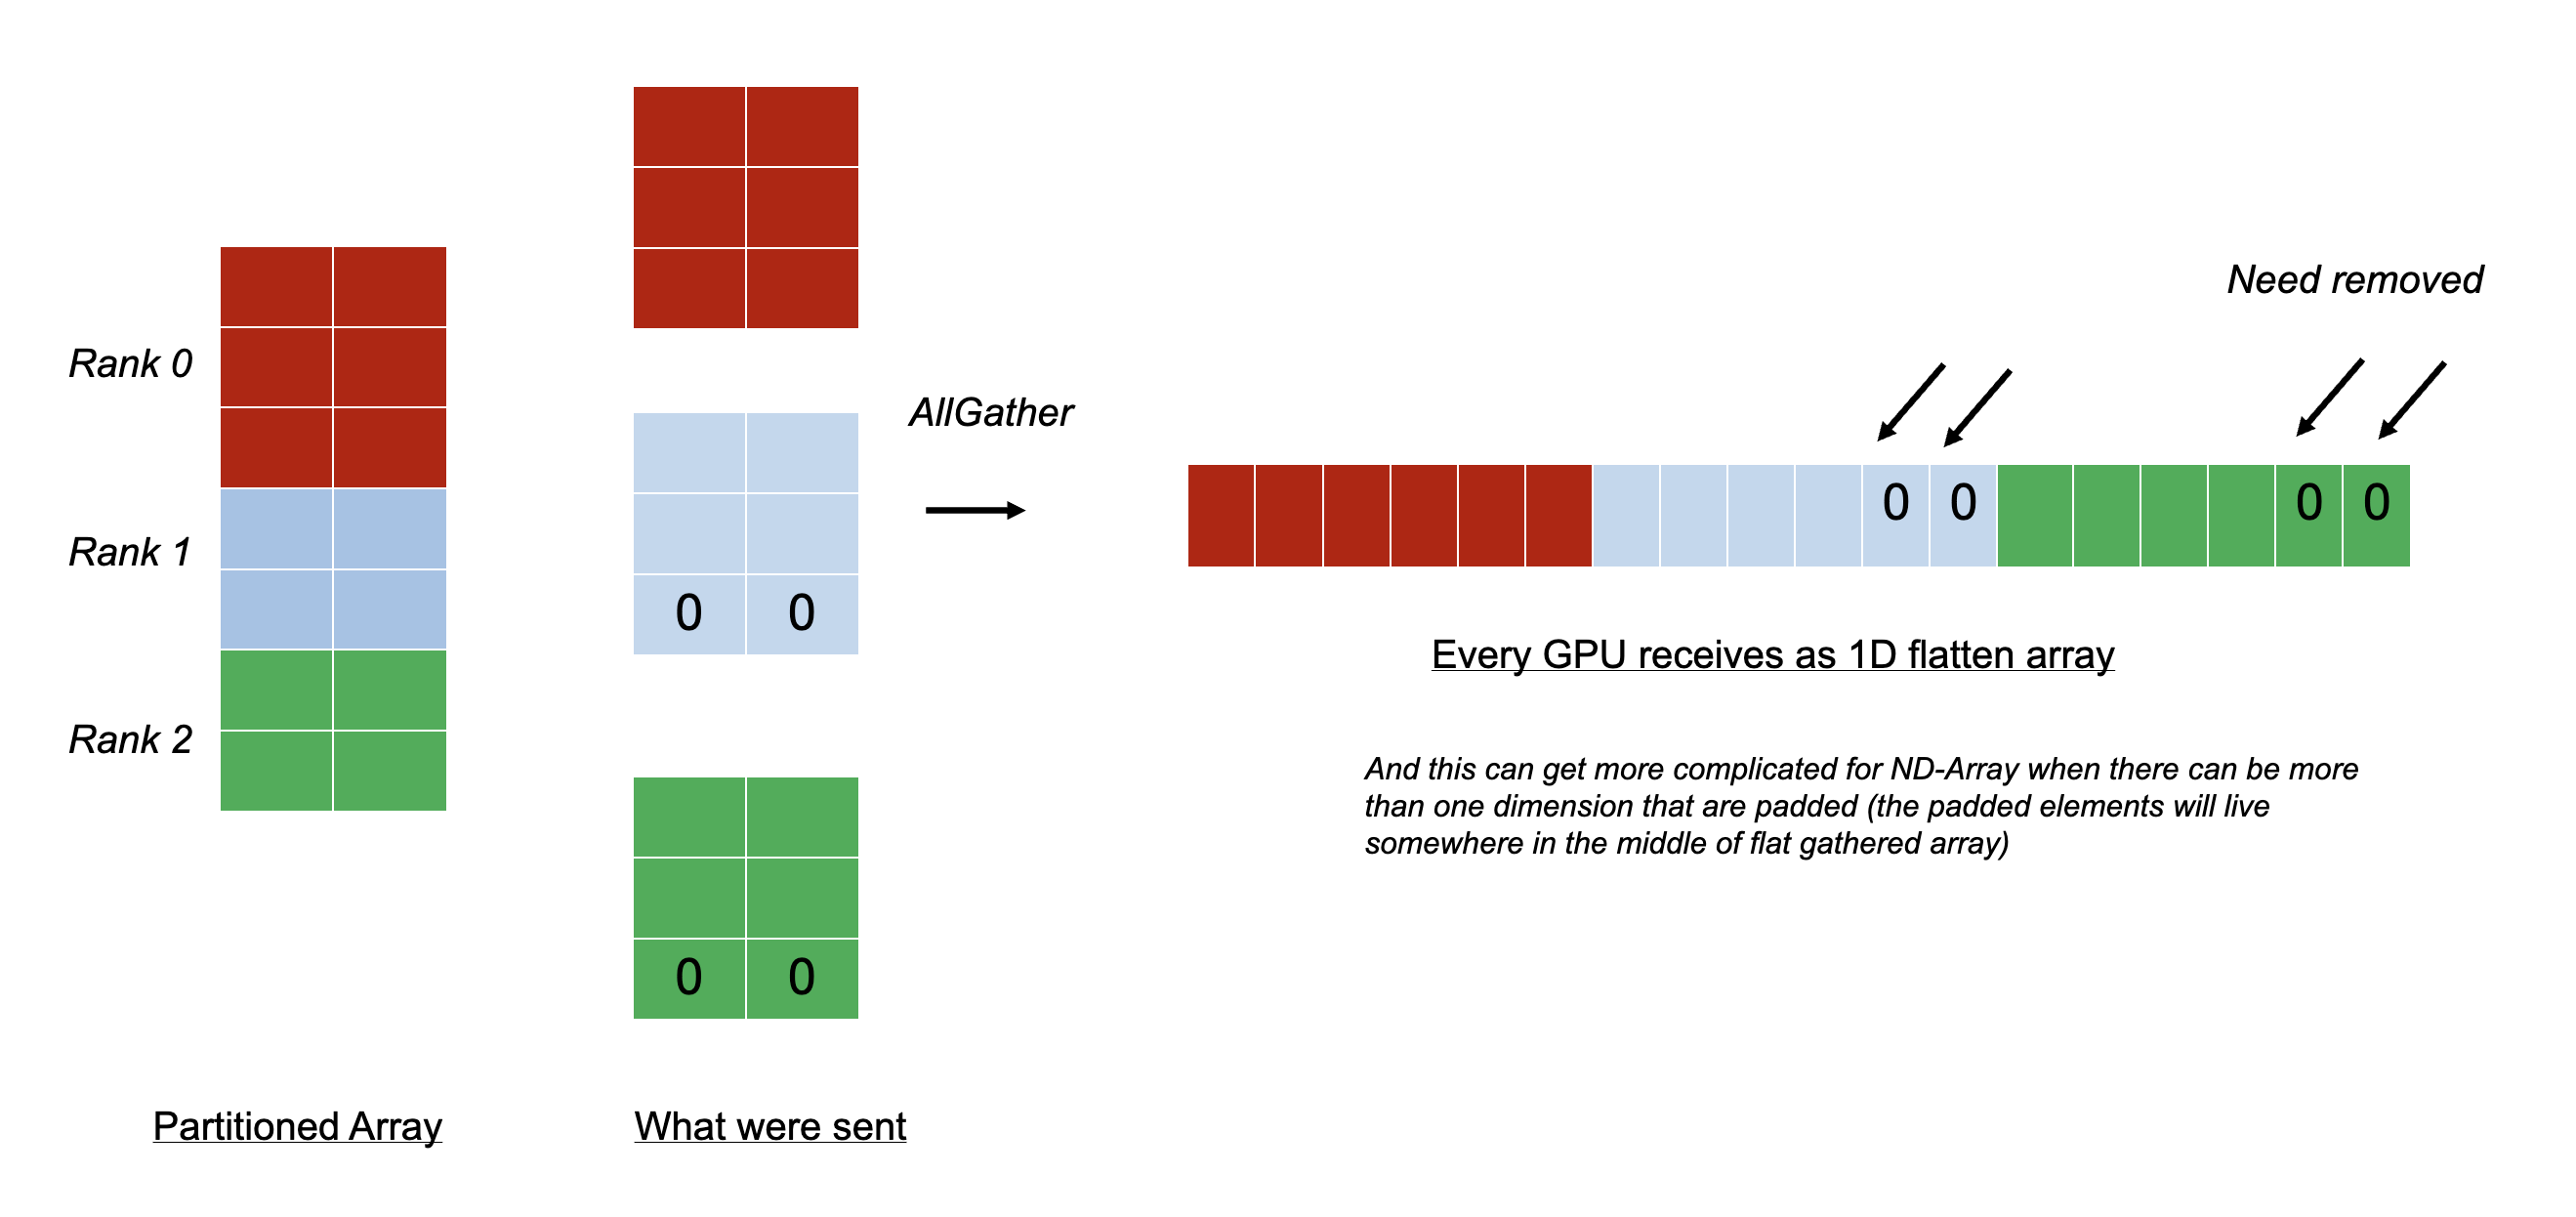 Need removed
Rank 0
AllGather
0 0 0 0
Rank 1
0 0
Every GPU receives as 1D flatten array
Rank 2
And this can get more complicated for ND-Array when there can be more
than one dimension that are padded (the padded elements will live
somewhere in the middle of flat gathered array)
0 0
Partitioned Array
What were sent